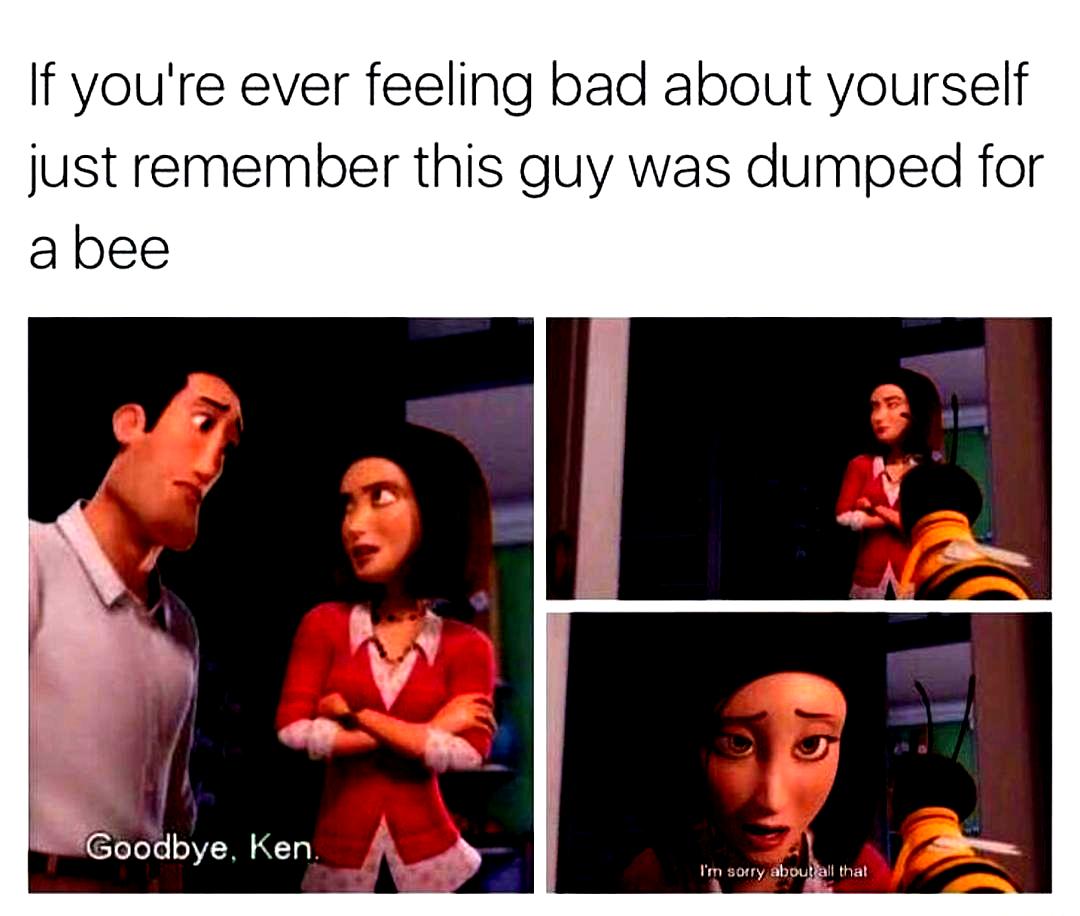 If you're ever feeling bad about yourself
just remember this guy was dumped for
a bee
Goodbye, Ken.
I'm sorry about all that